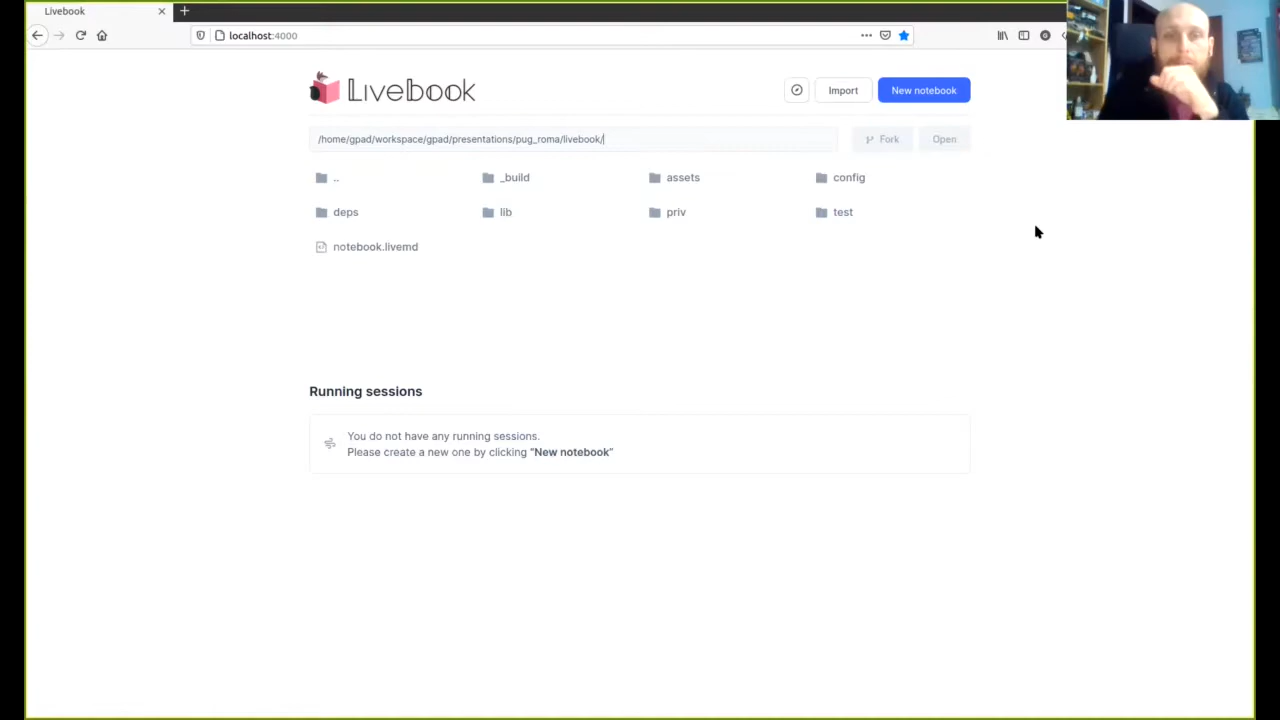 Livebook
localhost:4000
Livebook
Import
New notebook
/home/gpad/workspace/gpad/presentations/pug_roma/livebook/
Fork
Open
..
_build
assets
config
deps
lib
priv
test
notebook.livemd
Running sessions
You do not have any running sessions.
Please create a new one by clicking "New notebook"